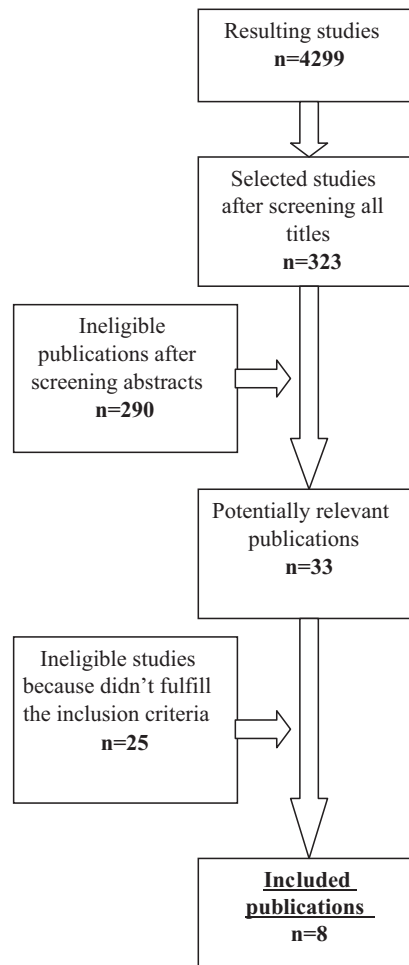 Resulting studies
n=4299
Selected studies
after screening all
titles
n=323
Ineligible
publications after
screening abstracts
n=290
Potentially relevant
publications
n=33
Ineligible studies
because didn’t fulfill
the inclusion criteria
n=25
Included
publications
n=8